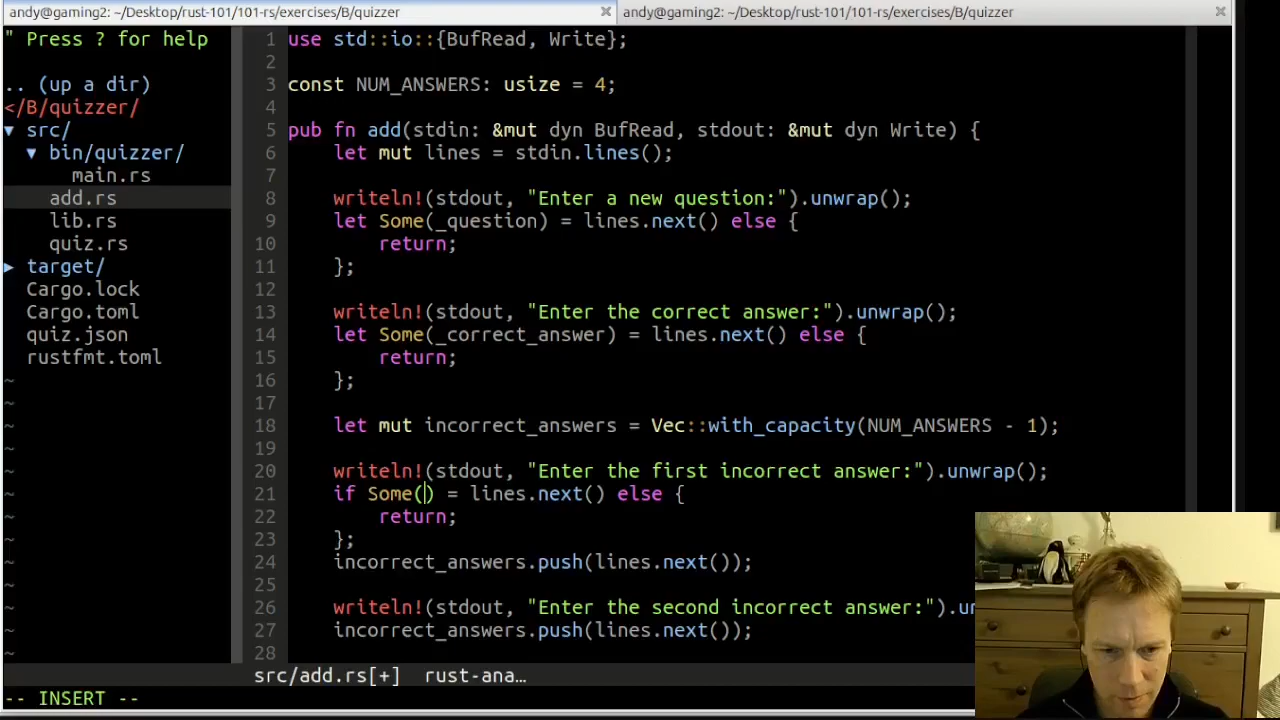 andy@gaming2: ~/Desktop/rust-101/101-rs/exercises/B/quizzer
andy@gaming2: ~/Desktop/rust-101/101-rs/exercises/B/quizzer
" Press ? for help
.. (up a dir)
</B/quizzer/
▼ src/
▼ bin/quizzer/
main.rs
add.rs
lib.rs
quiz.rs
▶ target/
Cargo.lock
Cargo.toml
quiz.json
rustfmt.toml
~
~
~
~
~
~
~
~
~
~
~
~
~
1 use std::io::{BufRead, Write};
2
3 const NUM_ANSWERS: usize = 4;
4
5 pub fn add(stdin: &mut dyn BufRead, stdout: &mut dyn Write) {
6     let mut lines = stdin.lines();
7
8     writeln!(stdout, "Enter a new question:").unwrap();
9     let Some(_question) = lines.next() else {
10         return;
11     };
12
13     writeln!(stdout, "Enter the correct answer:").unwrap();
14     let Some(_correct_answer) = lines.next() else {
15         return;
16     };
17
18     let mut incorrect_answers = Vec::with_capacity(NUM_ANSWERS - 1);
19
20     writeln!(stdout, "Enter the first incorrect answer:").unwrap();
21     if Some() = lines.next() else {
22         return;
23     };
24     incorrect_answers.push(lines.next());
25
26     writeln!(stdout, "Enter the second incorrect answer:").un
27     incorrect_answers.push(lines.next());
28
src/add.rs[+] rust-ana…
-- INSERT --